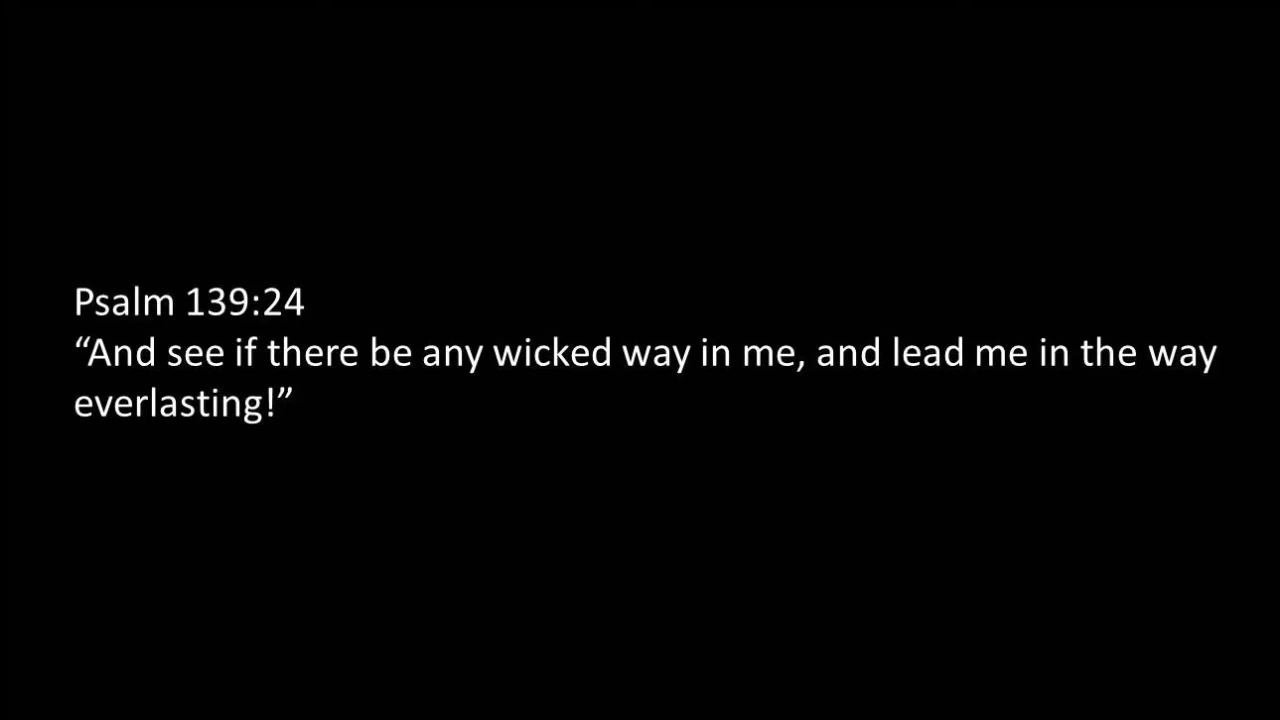 Psalm 139:24
“And see if there be any wicked way in me, and lead me in the way
everlasting!”